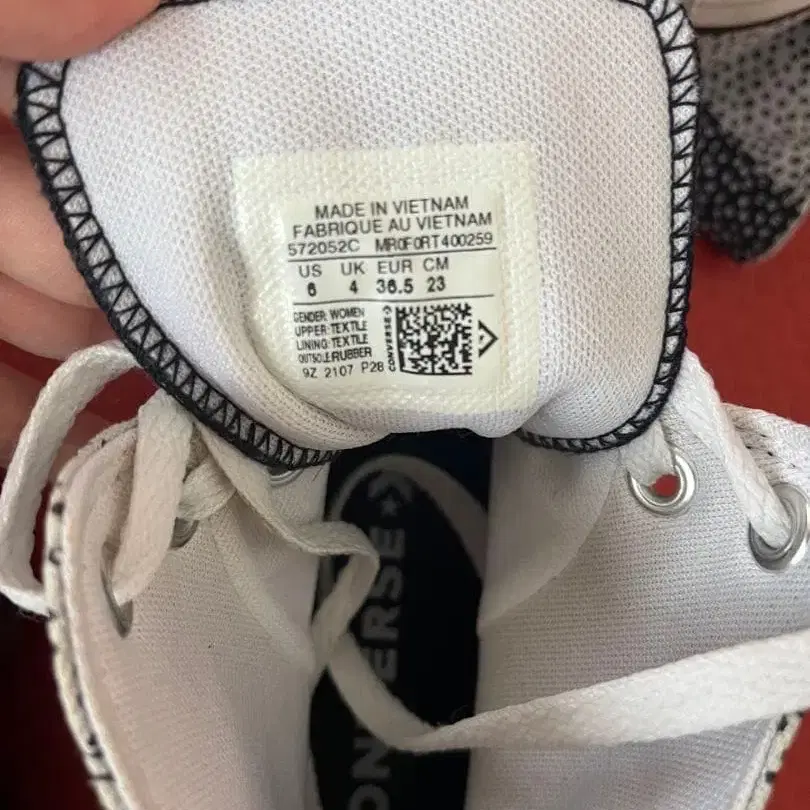 MADE IN VIETNAM
FABRIQUE AU VIETNAM
572052C MR0F0RT400259
US UK EUR CM
6 4 36.5 23
GENDER: WOMEN
UPPER: TEXTILE
LINING: TEXTILE
OUTSOLE: RUBBER
9Z 2107 P28
CONVERSE
ONVERSE